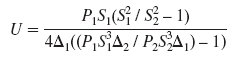 U = P₁S₁(S₁² / S₂² – 1) / 4Δ₁((P₁S₁³Δ₂ / P₂S₂³Δ₁) – 1)